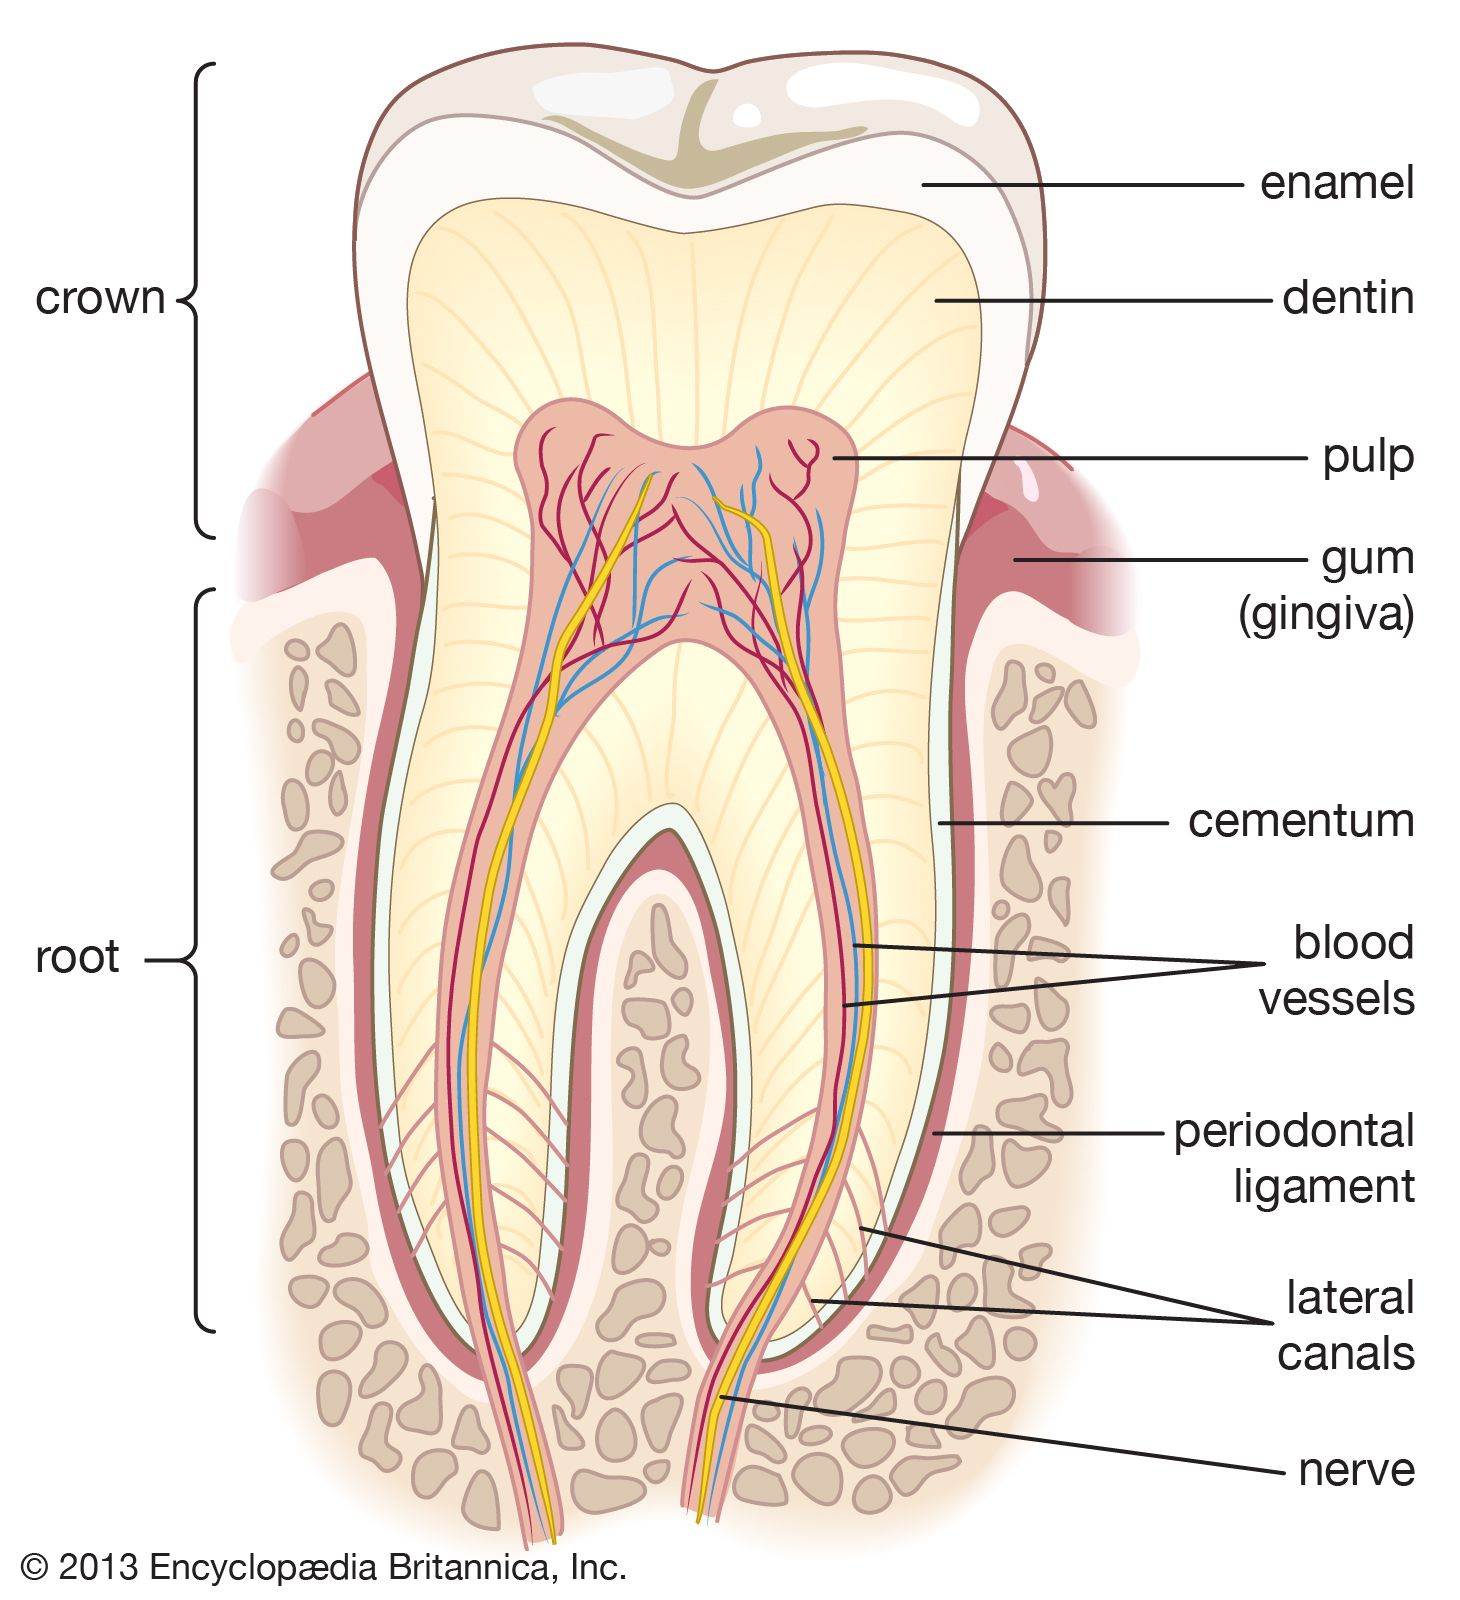 enamel
dentin
crown
pulp
gum
(gingiva)
cementum
blood
vessels
root
periodontal
ligament
lateral
canals
nerve
© 2013 Encyclopædia Britannica, Inc.